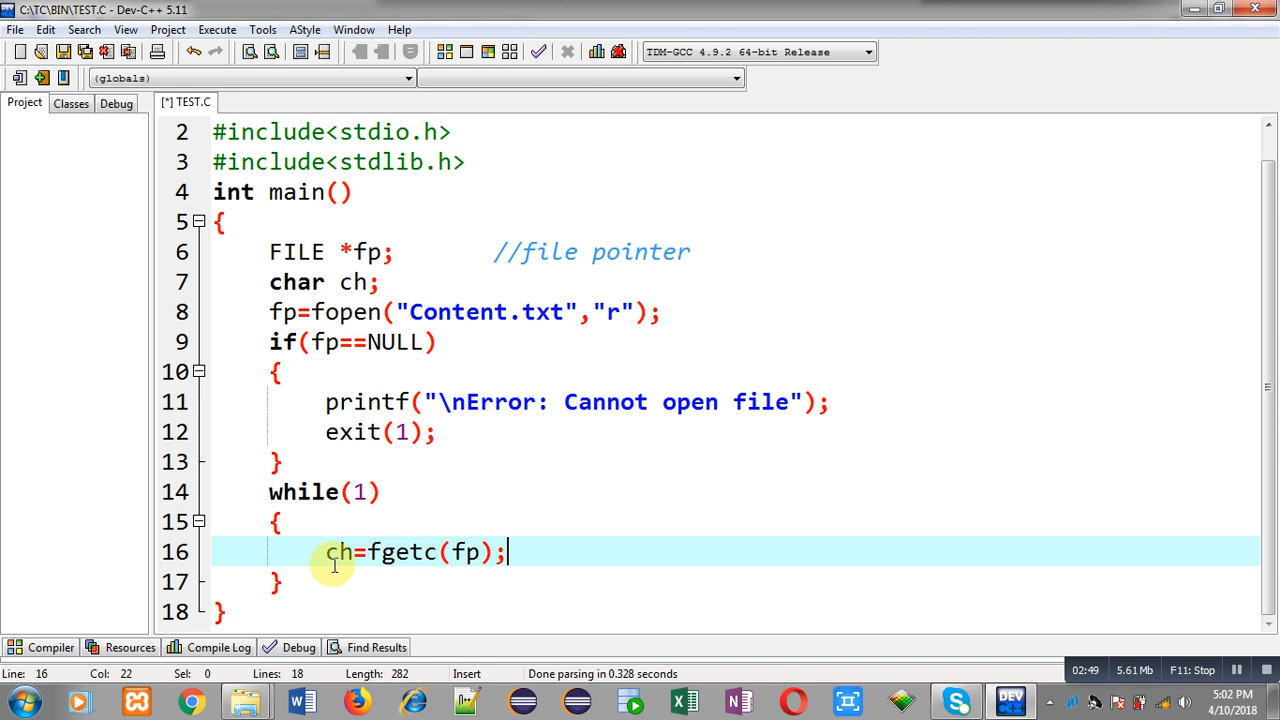 C:\TC\BIN\TEST.C - Dev-C++ 5.11
File Edit Search View Project Execute Tools AStyle Window Help
TDM-GCC 4.9.2 64-bit Release
(globals)
Project Classes Debug [*] TEST.C
2 #include<stdio.h>
3 #include<stdlib.h>
4 int main()
5 {
6 FILE *fp; //file pointer
7 char ch;
8 fp=fopen("Content.txt","r");
9 if(fp==NULL)
10 {
11 printf("\nError: Cannot open file");
12 exit(1);
13 }
14 while(1)
15 {
16 ch=fgetc(fp);
17 }
18 }
Compiler Resources Compile Log Debug Find Results
Line: 16 Col: 22 Sel: 0 Lines: 18 Length: 282 Insert Done parsing in 0.328 seconds
02:49 5.61 Mb F11: Stop
DEV
5:02 PM
4/10/2018